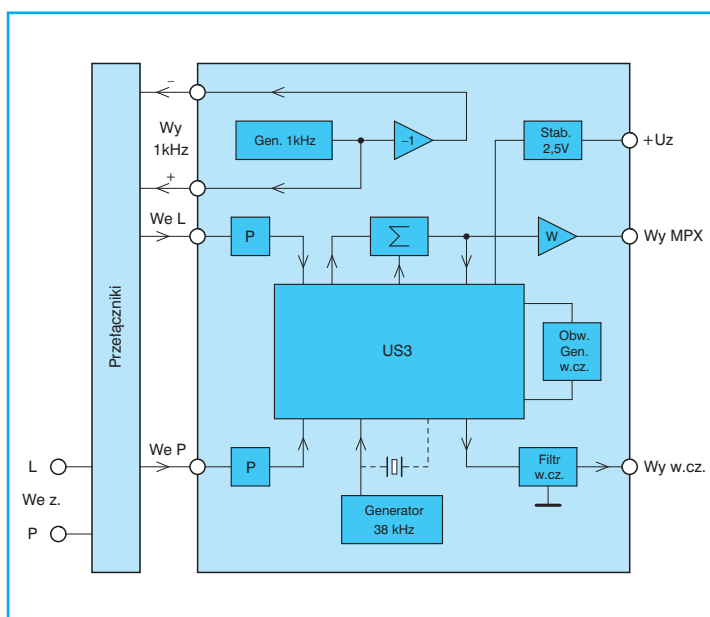 −
Wy
1kHz
+
Gen. 1kHz
−1
Stab.
2,5V
+Uz
We L
P
Σ
W
Wy MPX
Przełączniki
US3
Obw.
Gen.
w.cz.
We P
P
L
We z.
P
Generator
38 kHz
Filtr
w.cz.
Wy w.cz.